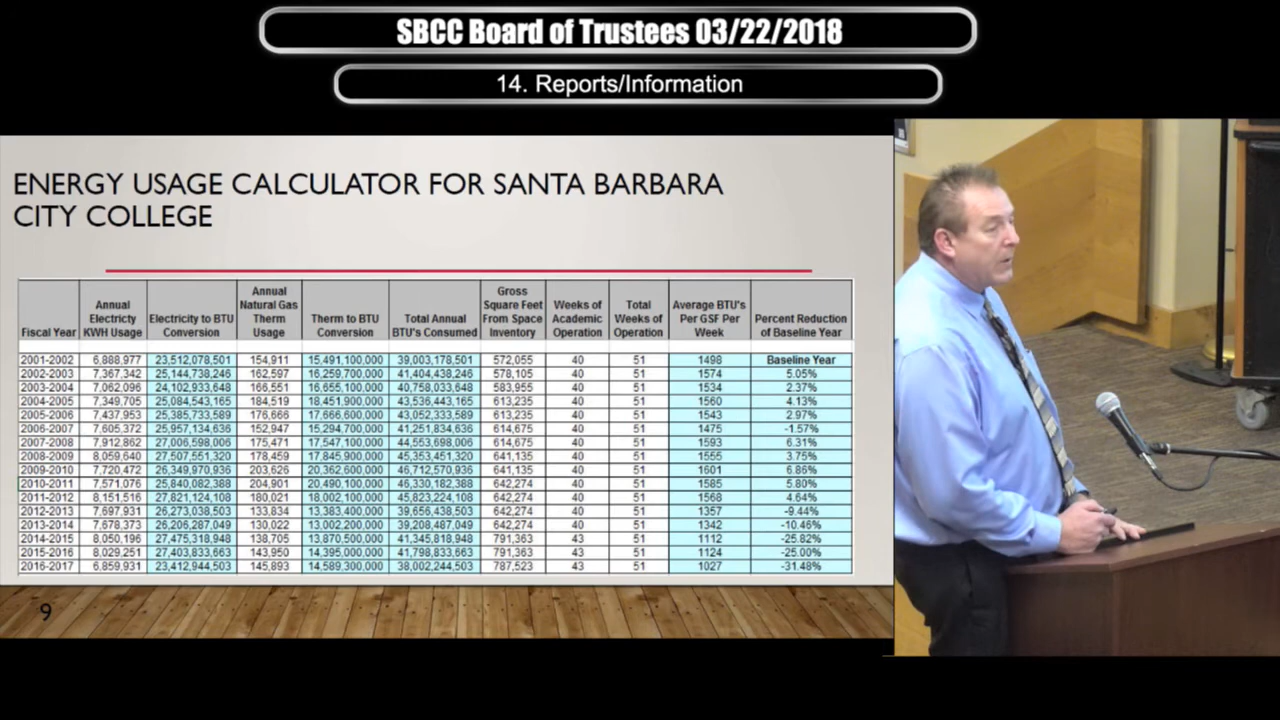 SBCC Board of Trustees 03/22/2018
14. Reports/Information
ENERGY USAGE CALCULATOR FOR SANTA BARBARA
CITY COLLEGE
Fiscal Year Annual Electricty KWH Usage Electricity to BTU Conversion Annual Natural Gas Therm Usage Therm to BTU Conversion Total Annual BTU's Consumed Gross Square Feet From Space Inventory Weeks of Academic Operation Total Weeks of Operation Average BTU's Per GSF Per Week Percent Reduction of Baseline Year
2001-2002 6,888,977 23,512,078,501 154,911 15,491,100,000 39,003,178,501 572,055 40 51 1498 Baseline Year
2002-2003 7,367,342 25,144,738,246 162,597 16,259,700,000 41,404,438,246 578,105 40 51 1574 5.05%
2003-2004 7,062,096 24,102,933,648 166,551 16,655,100,000 40,758,033,648 583,955 40 51 1534 2.37%
2004-2005 7,349,705 25,084,543,165 184,519 18,451,900,000 43,536,443,165 613,235 40 51 1560 4.13%
2005-2006 7,437,953 25,385,733,589 176,666 17,666,600,000 43,052,333,589 613,235 40 51 1543 2.97%
2006-2007 7,605,372 25,957,134,636 152,947 15,294,700,000 41,251,834,636 614,675 40 51 1475 -1.57%
2007-2008 7,912,862 27,006,598,006 175,471 17,547,100,000 44,553,698,006 614,675 40 51 1593 6.31%
2008-2009 8,059,640 27,507,551,320 178,459 17,845,900,000 45,353,451,320 641,135 40 51 1555 3.75%
2009-2010 7,720,472 26,349,970,936 203,626 20,362,600,000 46,712,570,936 641,135 40 51 1601 6.86%
2010-2011 7,571,076 25,840,082,388 204,901 20,490,100,000 46,330,182,388 642,274 40 51 1585 5.80%
2011-2012 8,151,516 27,821,124,108 180,021 18,002,100,000 45,823,224,108 642,274 40 51 1568 4.64%
2012-2013 7,697,931 26,273,038,503 133,834 13,383,400,000 39,656,438,503 642,274 40 51 1357 -9.44%
2013-2014 7,678,373 26,206,287,049 130,022 13,002,200,000 39,208,487,049 642,274 40 51 1342 -10.46%
2014-2015 8,050,196 27,475,318,948 138,705 13,870,500,000 41,345,818,948 791,363 43 51 1112 -25.82%
2015-2016 8,029,251 27,403,833,663 143,950 14,395,000,000 41,798,833,663 791,363 43 51 1124 -25.00%
2016-2017 6,859,931 23,412,944,503 145,893 14,589,300,000 38,002,244,503 787,523 43 51 1027 -31.48%
9